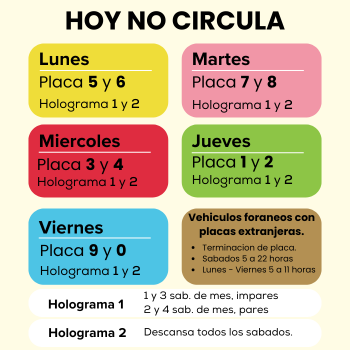 HOY NO CIRCULA
Lunes
Placa 5 y 6
Holograma 1 y 2
Martes
Placa 7 y 8
Holograma 1 y 2
Miercoles
Placa 3 y 4
Holograma 1 y 2
Jueves
Placa 1 y 2
Holograma 1 y 2
Viernes
Placa 9 y 0
Holograma 1 y 2
Vehiculos foraneos con
placas extranjeras.
• Terminacion de placa.
• Sabados 5 a 22 horas
• Lunes - Viernes 5 a 11 horas
Holograma 1
1 y 3 sab. de mes, impares
2 y 4 sab. de mes, pares
Holograma 2
Descansa todos los sabados.